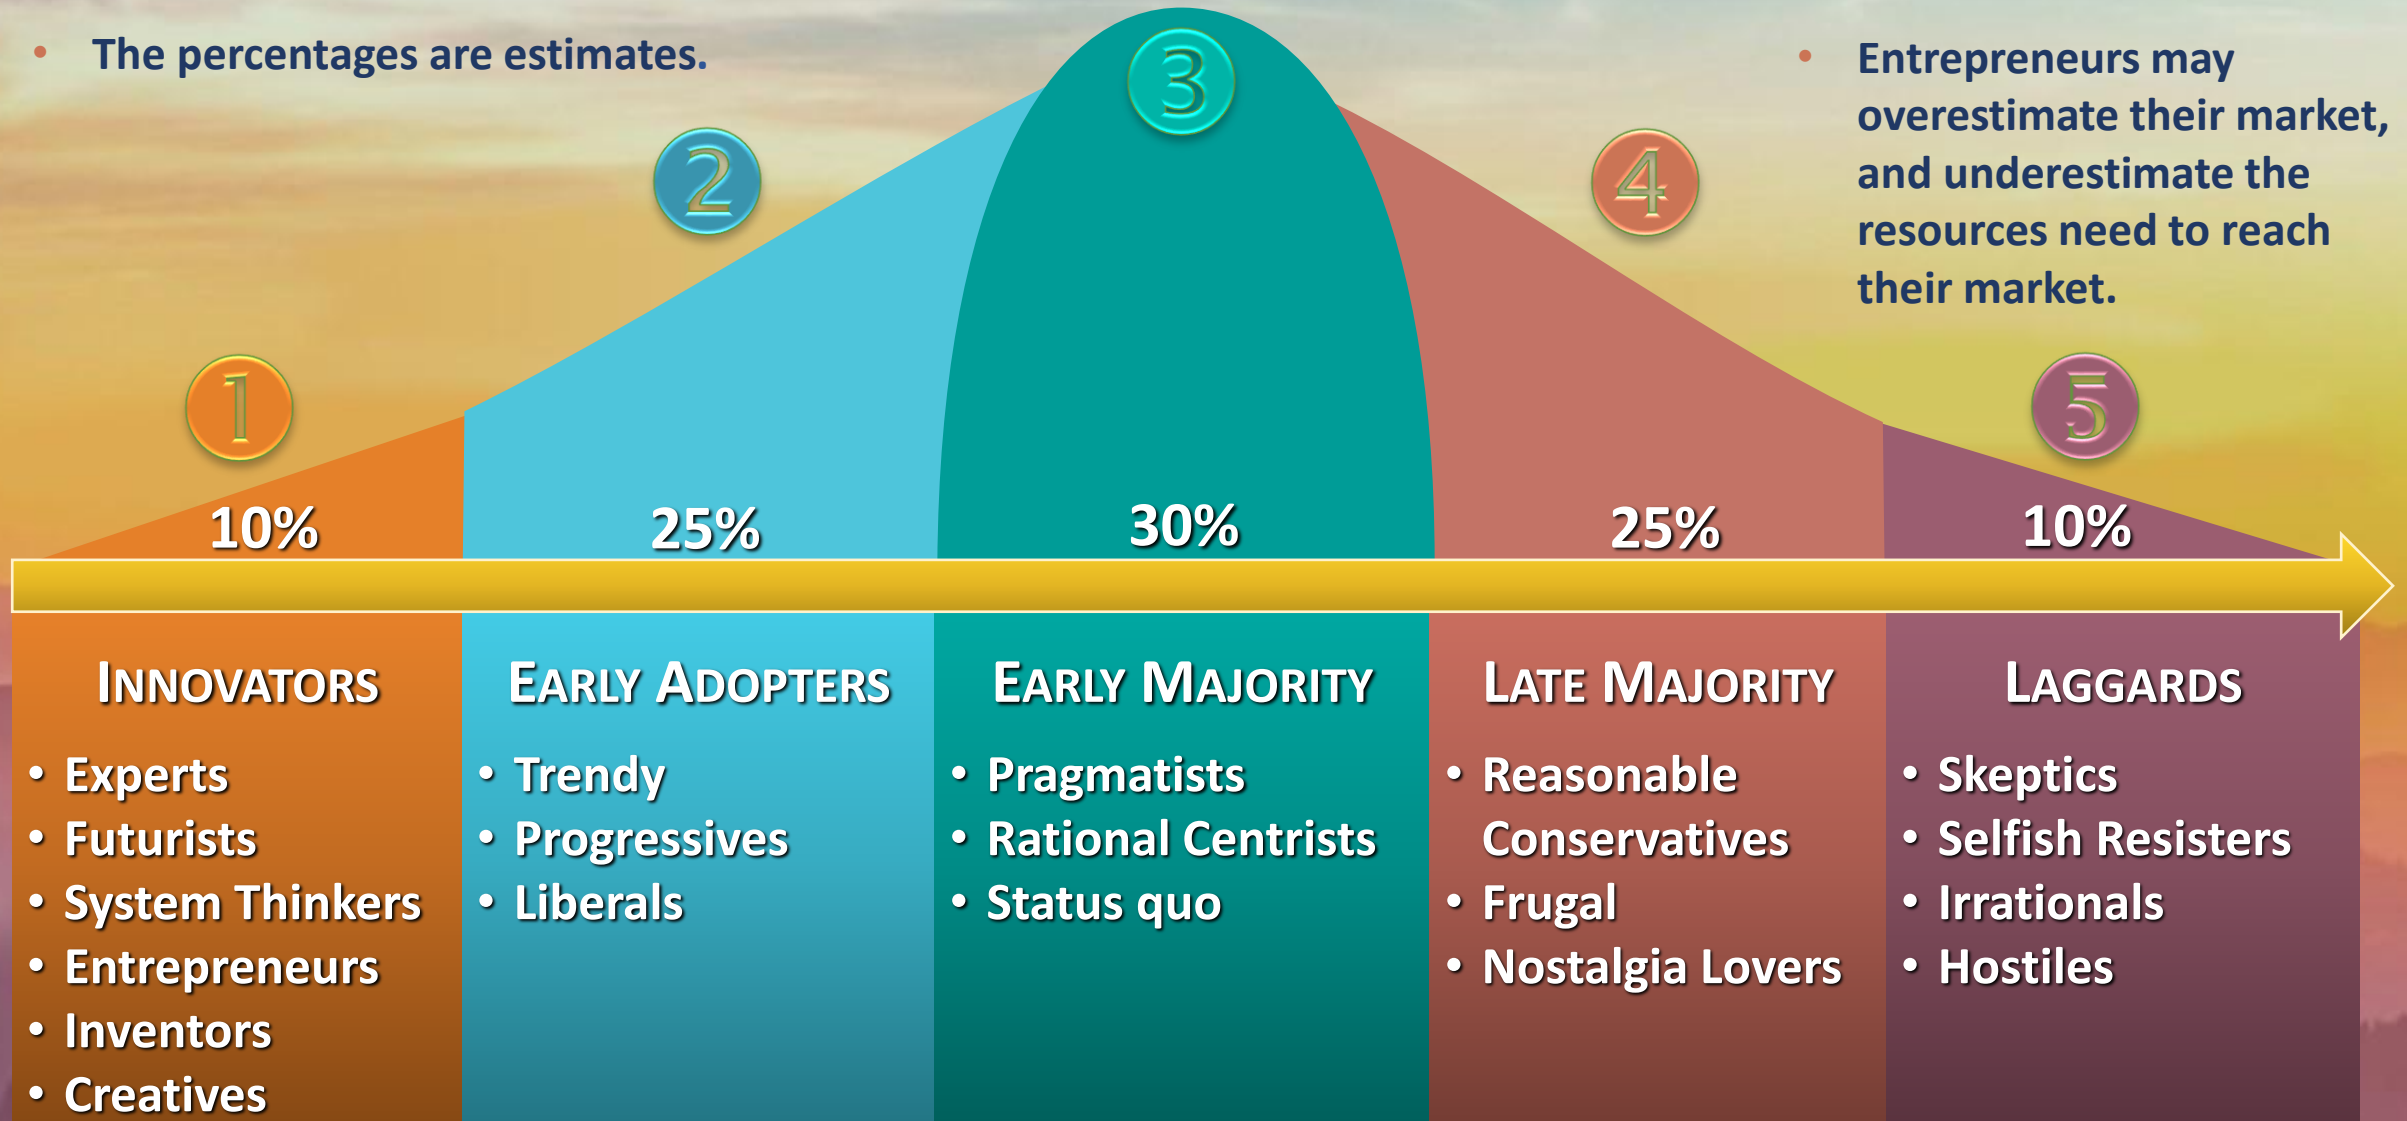 The percentages are estimates.
Entrepreneurs may
overestimate their market,
and underestimate the
resources need to reach
their market.
1
2
3
4
5
10%
25%
30%
25%
10%
INNOVATORS
• Experts
• Futurists
• System Thinkers
• Entrepreneurs
• Inventors
• Creatives
EARLY ADOPTERS
• Trendy
• Progressives
• Liberals
EARLY MAJORITY
• Pragmatists
• Rational Centrists
• Status quo
LATE MAJORITY
• Reasonable
Conservatives
• Frugal
• Nostalgia Lovers
LAGGARDS
• Skeptics
• Selfish Resisters
• Irrationals
• Hostiles